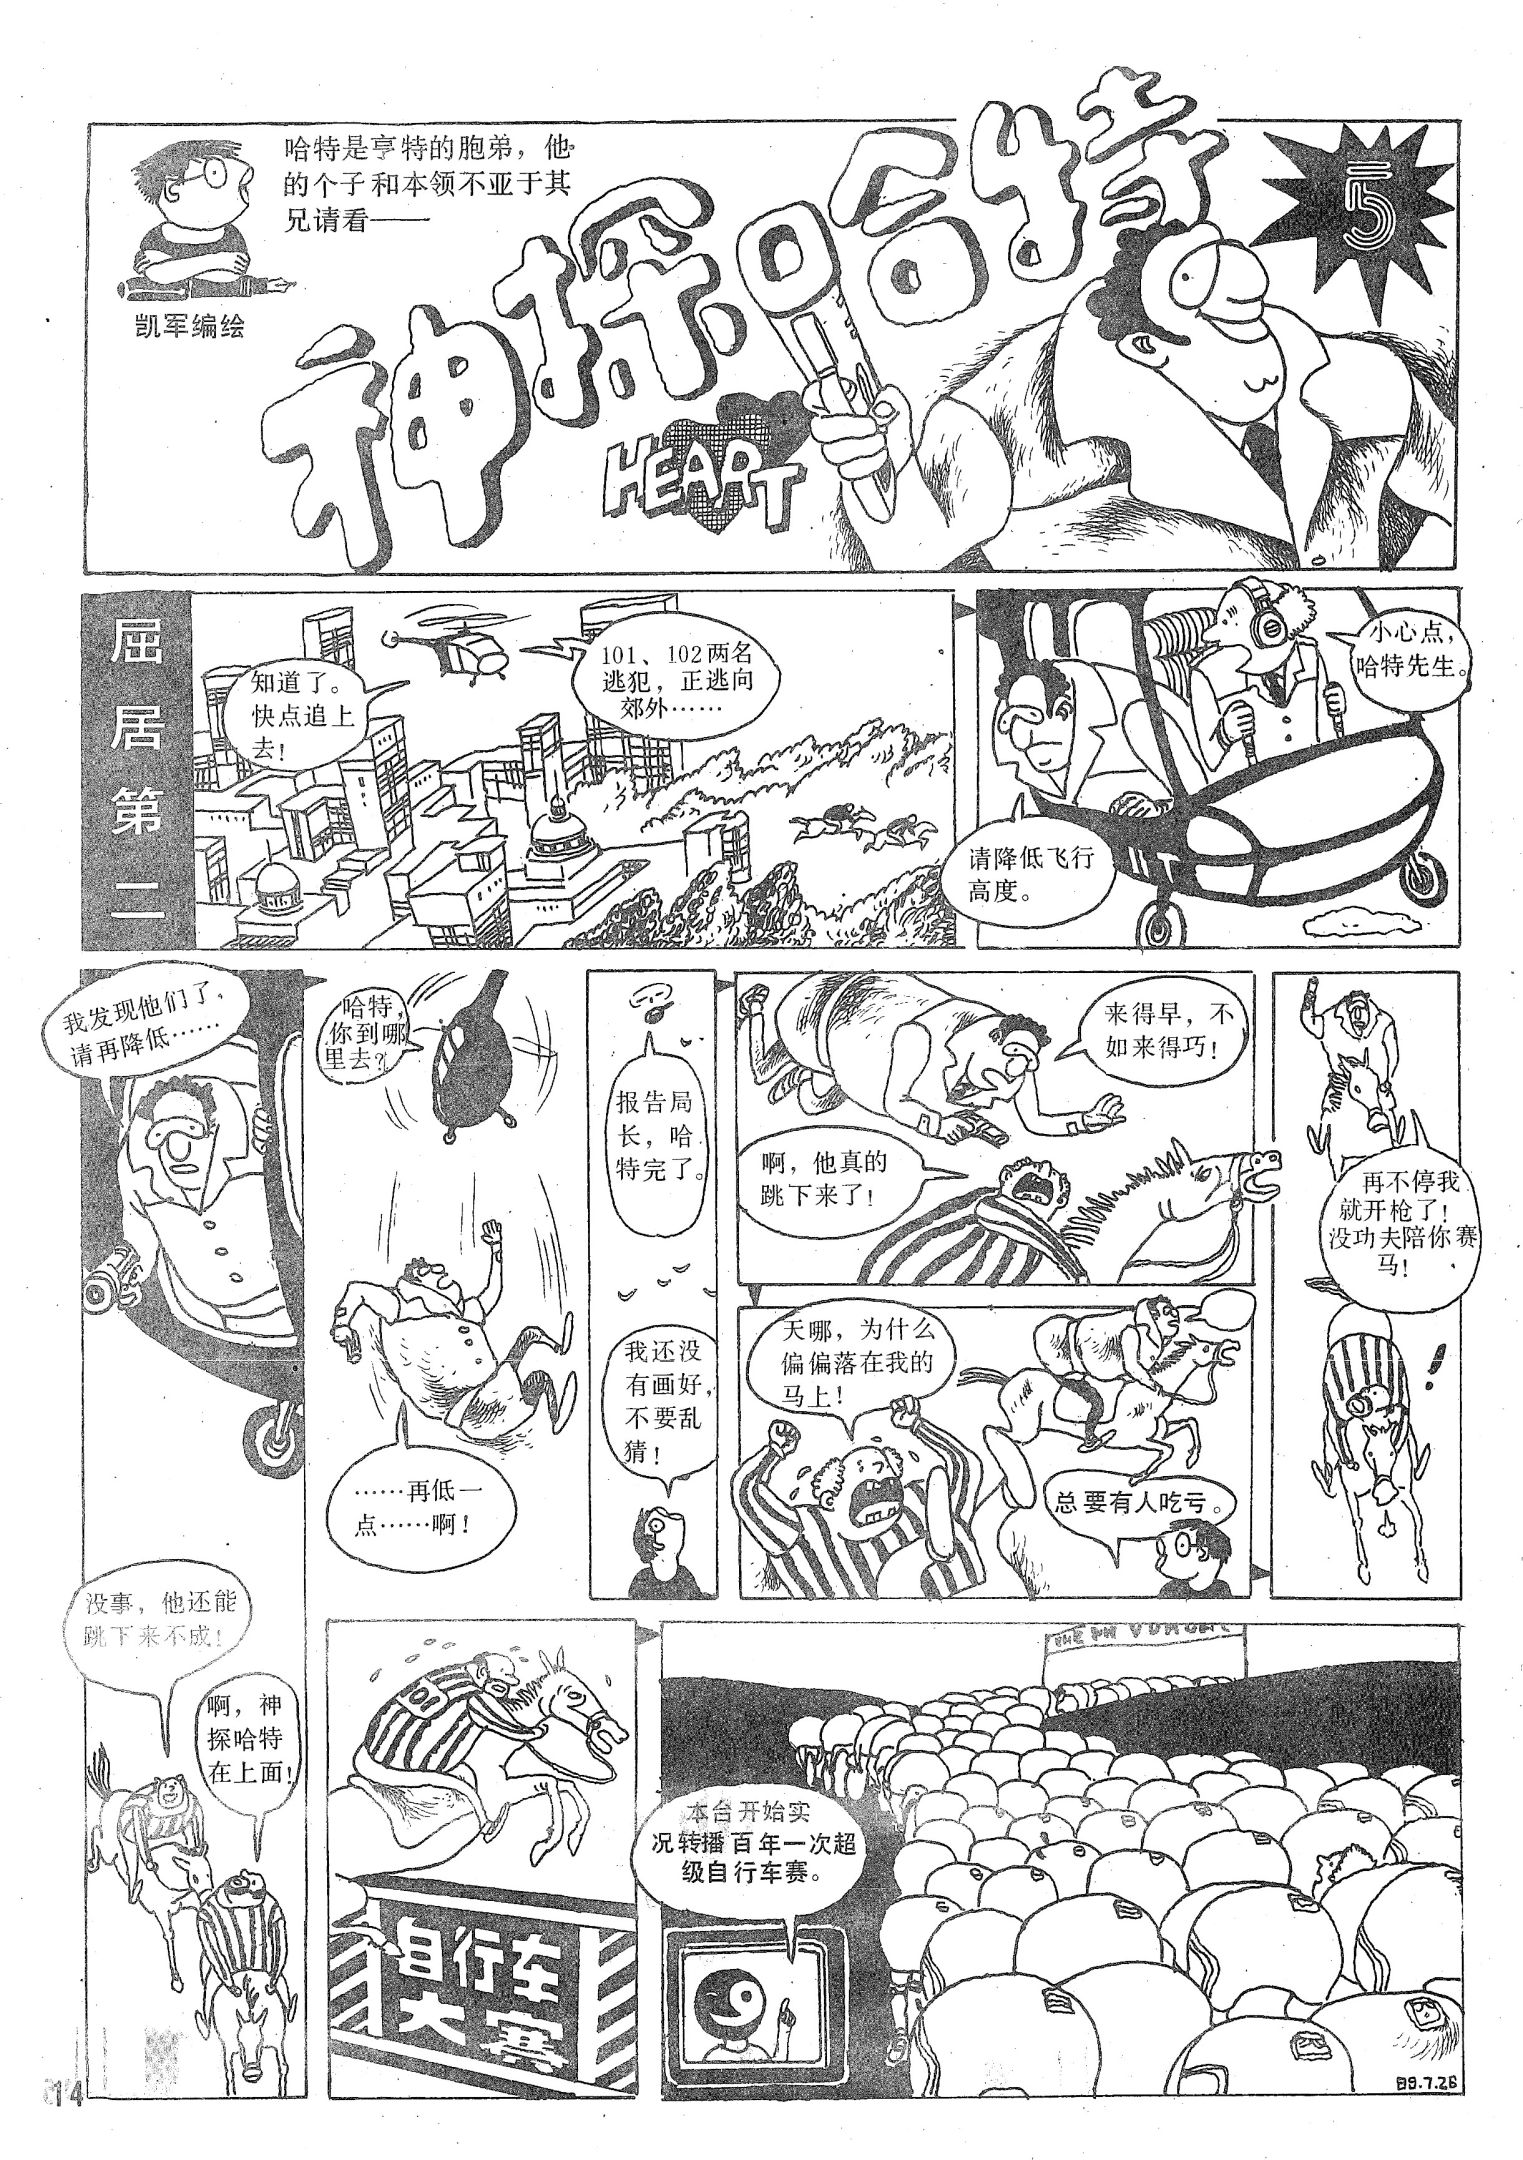 哈特是亨特的胞弟，他
的个子和本领不亚于其
兄请看——
凯军编绘
神探哈特
HEART
5
屈居第二
知道了。
快点追上
去！
101、102两名
逃犯，正逃向
郊外……
小心点，
哈特先生。
请降低飞行
高度。
我发现他们了，
请再降低……
哈特，
你到哪
里去？
……再低一
点……啊！
报告局
长，哈
特完了。
我还没
有画好，
不要乱
猜！
来得早，不
如来得巧！
啊，他真的
跳下来了！
天哪，为什么
偏偏落在我的
马上！
总要有人吃亏。
再不停我
就开枪了！
没功夫陪你赛
马！
！
没事，他还能
跳下来不成！
啊，神
探哈特
在上面！
自行车
大赛
本台开始实
况转播百年一次超
级自行车赛。
89.7.26
14